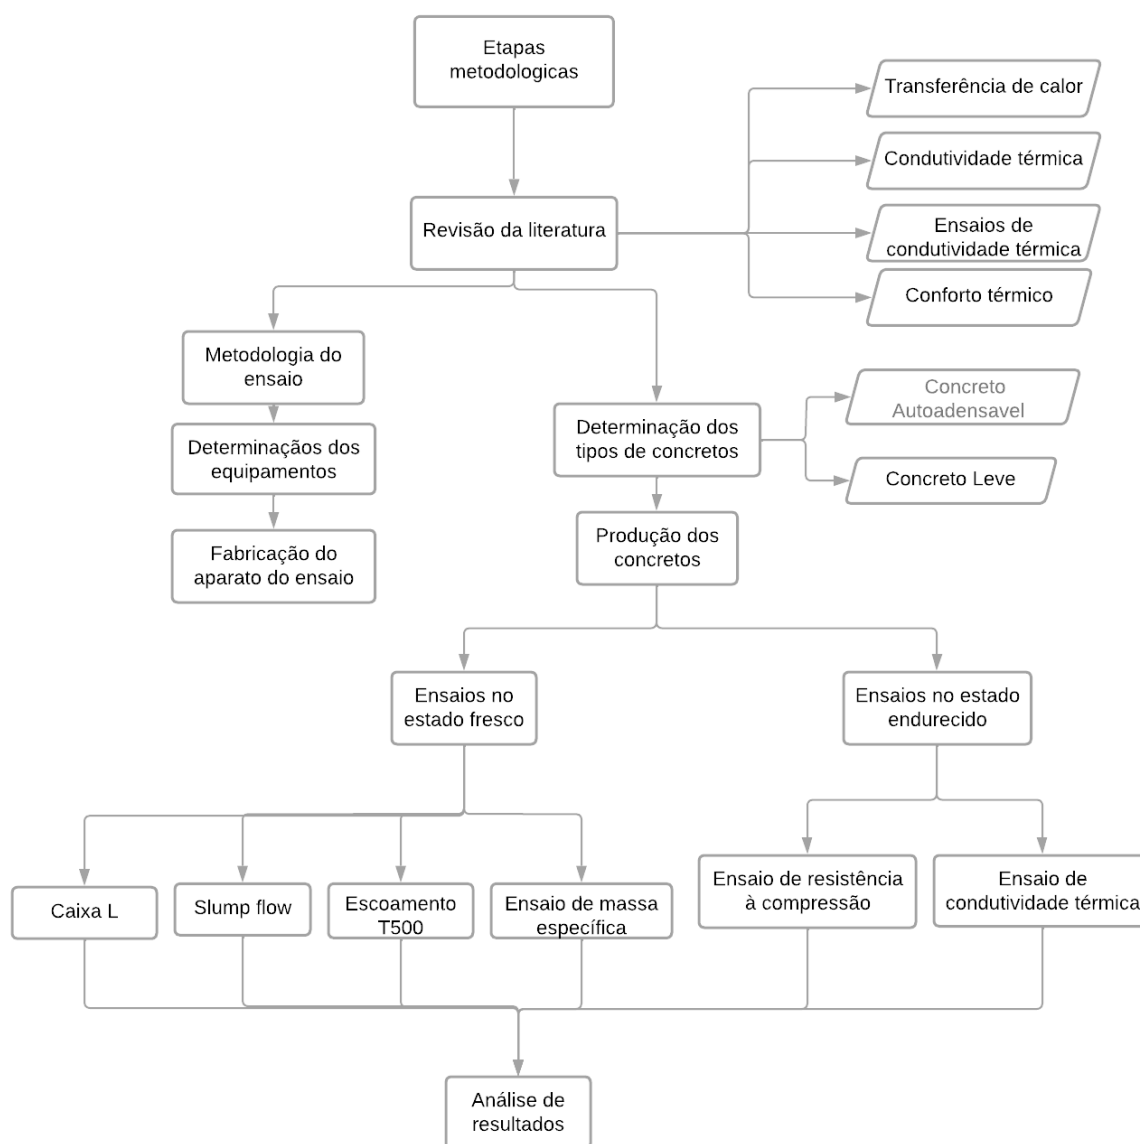 Etapas
metodologicas
Transferência de calor
Condutividade térmica
Revisão da literatura
Ensaios de
condutividade térmica
Conforto térmico
Metodologia do
ensaio
Concreto
Autoadensavel
Determinaçãos dos
equipamentos
Determinação dos
tipos de concretos
Concreto Leve
Fabricação do
aparato do ensaio
Produção dos
concretos
Ensaios no
estado fresco
Ensaios no estado
endurecido
Caixa L
Slump flow
Escoamento
T500
Ensaio de massa
específica
Ensaio de resistência
à compressão
Ensaio de
condutividade térmica
Análise de
resultados